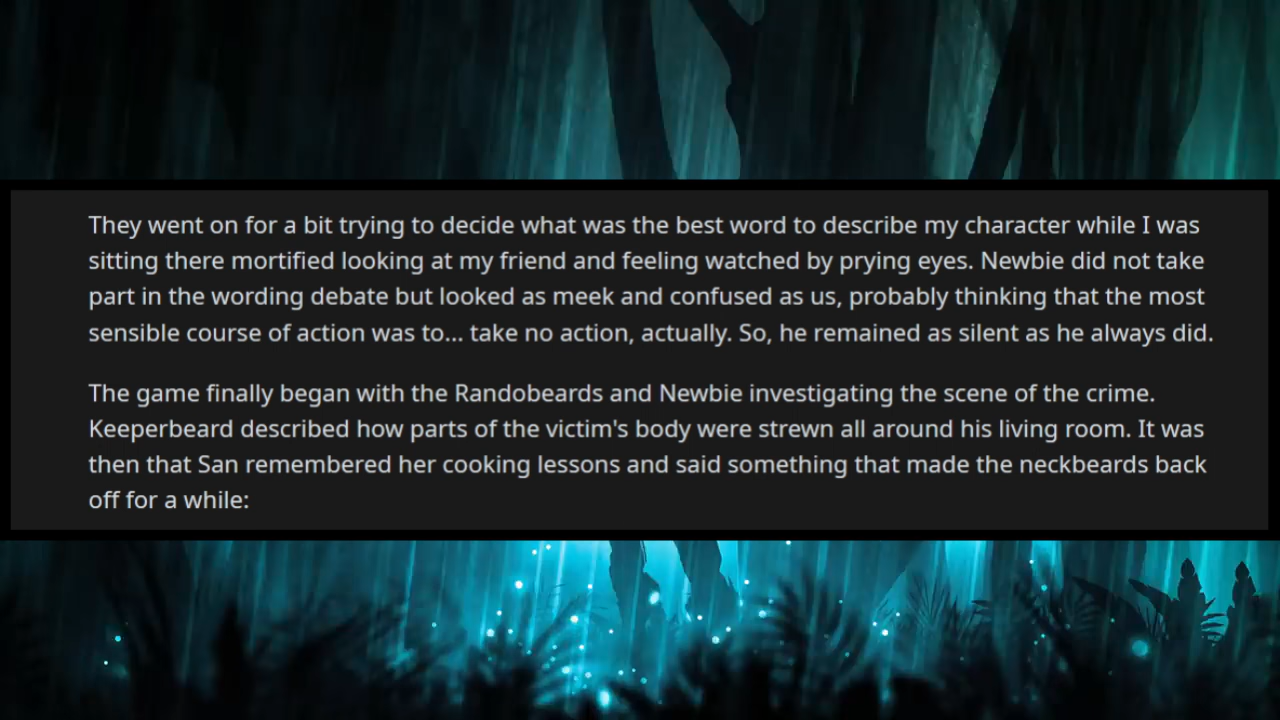 They went on for a bit trying to decide what was the best word to describe my character while I was
sitting there mortified looking at my friend and feeling watched by prying eyes. Newbie did not take
part in the wording debate but looked as meek and confused as us, probably thinking that the most
sensible course of action was to... take no action, actually. So, he remained as silent as he always did.
The game finally began with the Randobeards and Newbie investigating the scene of the crime.
Keeperbeard described how parts of the victim's body were strewn all around his living room. It was
then that San remembered her cooking lessons and said something that made the neckbeards back
off for a while: